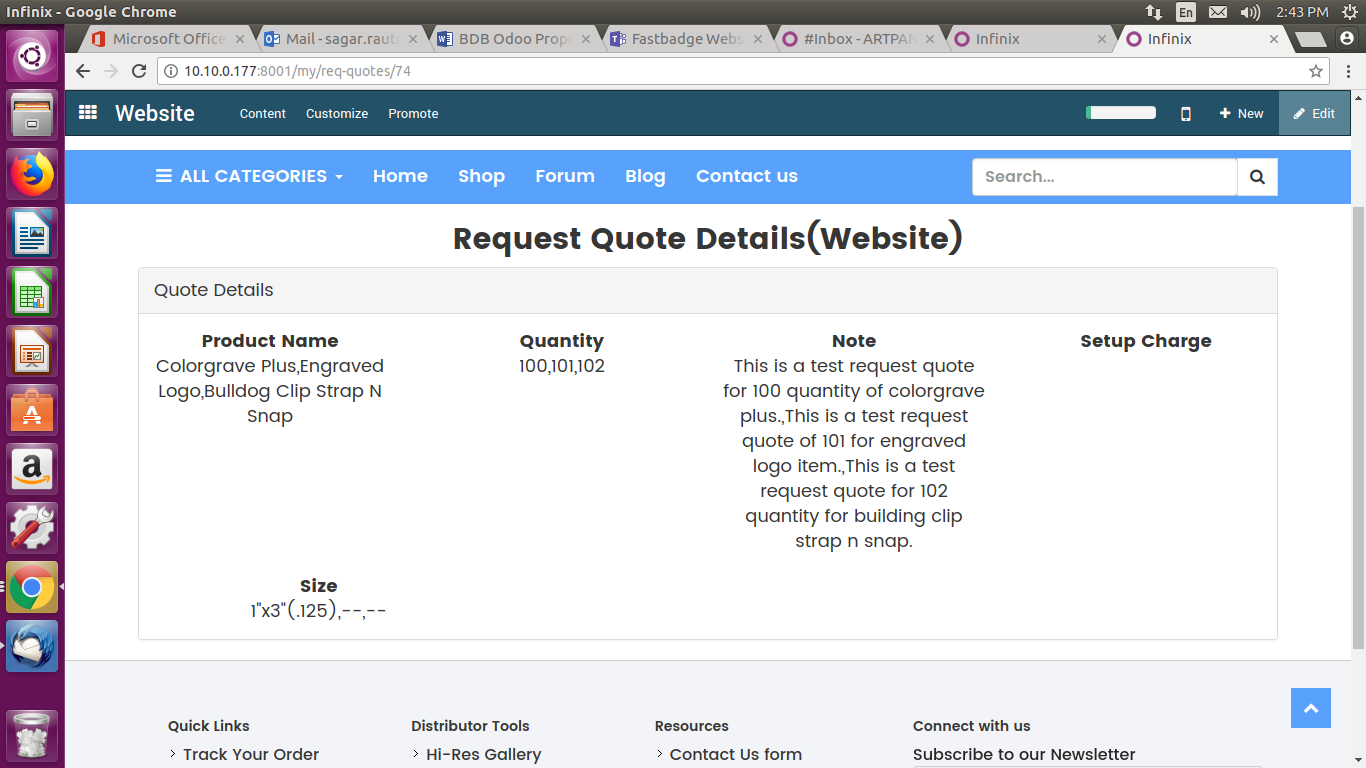 Infinix - Google Chrome
En
2:43 PM
Microsoft Office
Mail - sagar.raut
BDB Odoo Prop
Fastbadge Webs
#Inbox - ARTPAN
Infinix
Infinix
10.10.0.177:8001/my/req-quotes/74
Website
Content
Customize
Promote
New
Edit
ALL CATEGORIES
Home
Shop
Forum
Blog
Contact us
Search...
Request Quote Details(Website)
Quote Details
Product Name
Colorgrave Plus,Engraved
Logo,Bulldog Clip Strap N
Snap
Quantity
100,101,102
Note
This is a test request quote
for 100 quantity of colorgrave
plus.,This is a test request
quote of 101 for engraved
logo item.,This is a test
request quote for 102
quantity for building clip
strap n snap.
Setup Charge
Size
1"x3"(.125),--,--
Quick Links
Track Your Order
Distributor Tools
Hi-Res Gallery
Resources
Contact Us form
Connect with us
Subscribe to our Newsletter